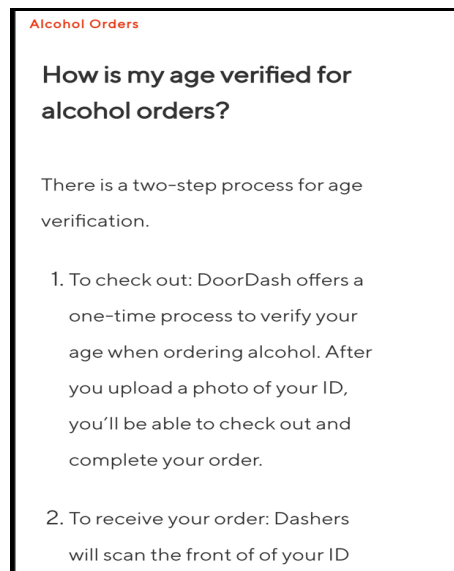 Alcohol Orders
How is my age verified for
alcohol orders?
There is a two-step process for age
verification.
1. To check out: DoorDash offers a
one-time process to verify your
age when ordering alcohol. After
you upload a photo of your ID,
you'll be able to check out and
complete your order.
2. To receive your order: Dashers
will scan the front of of your ID